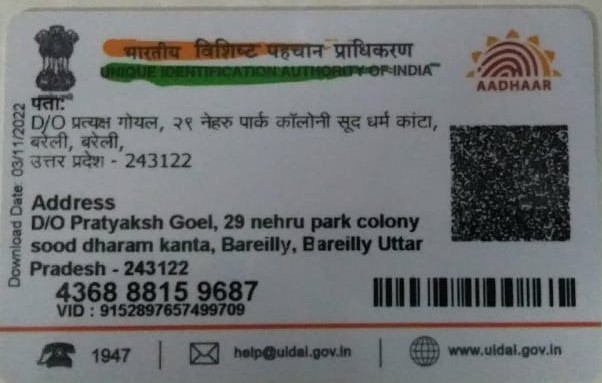 भारतीय विशिष्ट पहचान प्राधिकरण
UNIQUE IDENTIFICATION AUTHORITY OF INDIA
AADHAAR
Download Date: 03/11/2022
पता:
D/O प्रत्यक्ष गोयल, २९ नेहरु पार्क कॉलोनी सूद धर्म कांटा,
बरेली, बरेली,
उत्तर प्रदेश - 243122
Address
D/O Pratyaksh Goel, 29 nehru park colony
sood dharam kanta, Bareilly, Bareilly Uttar
Pradesh - 243122
4368 8815 9687
VID : 9152897657499709
1947
help@uidai.gov.in
www.uidai.gov.in